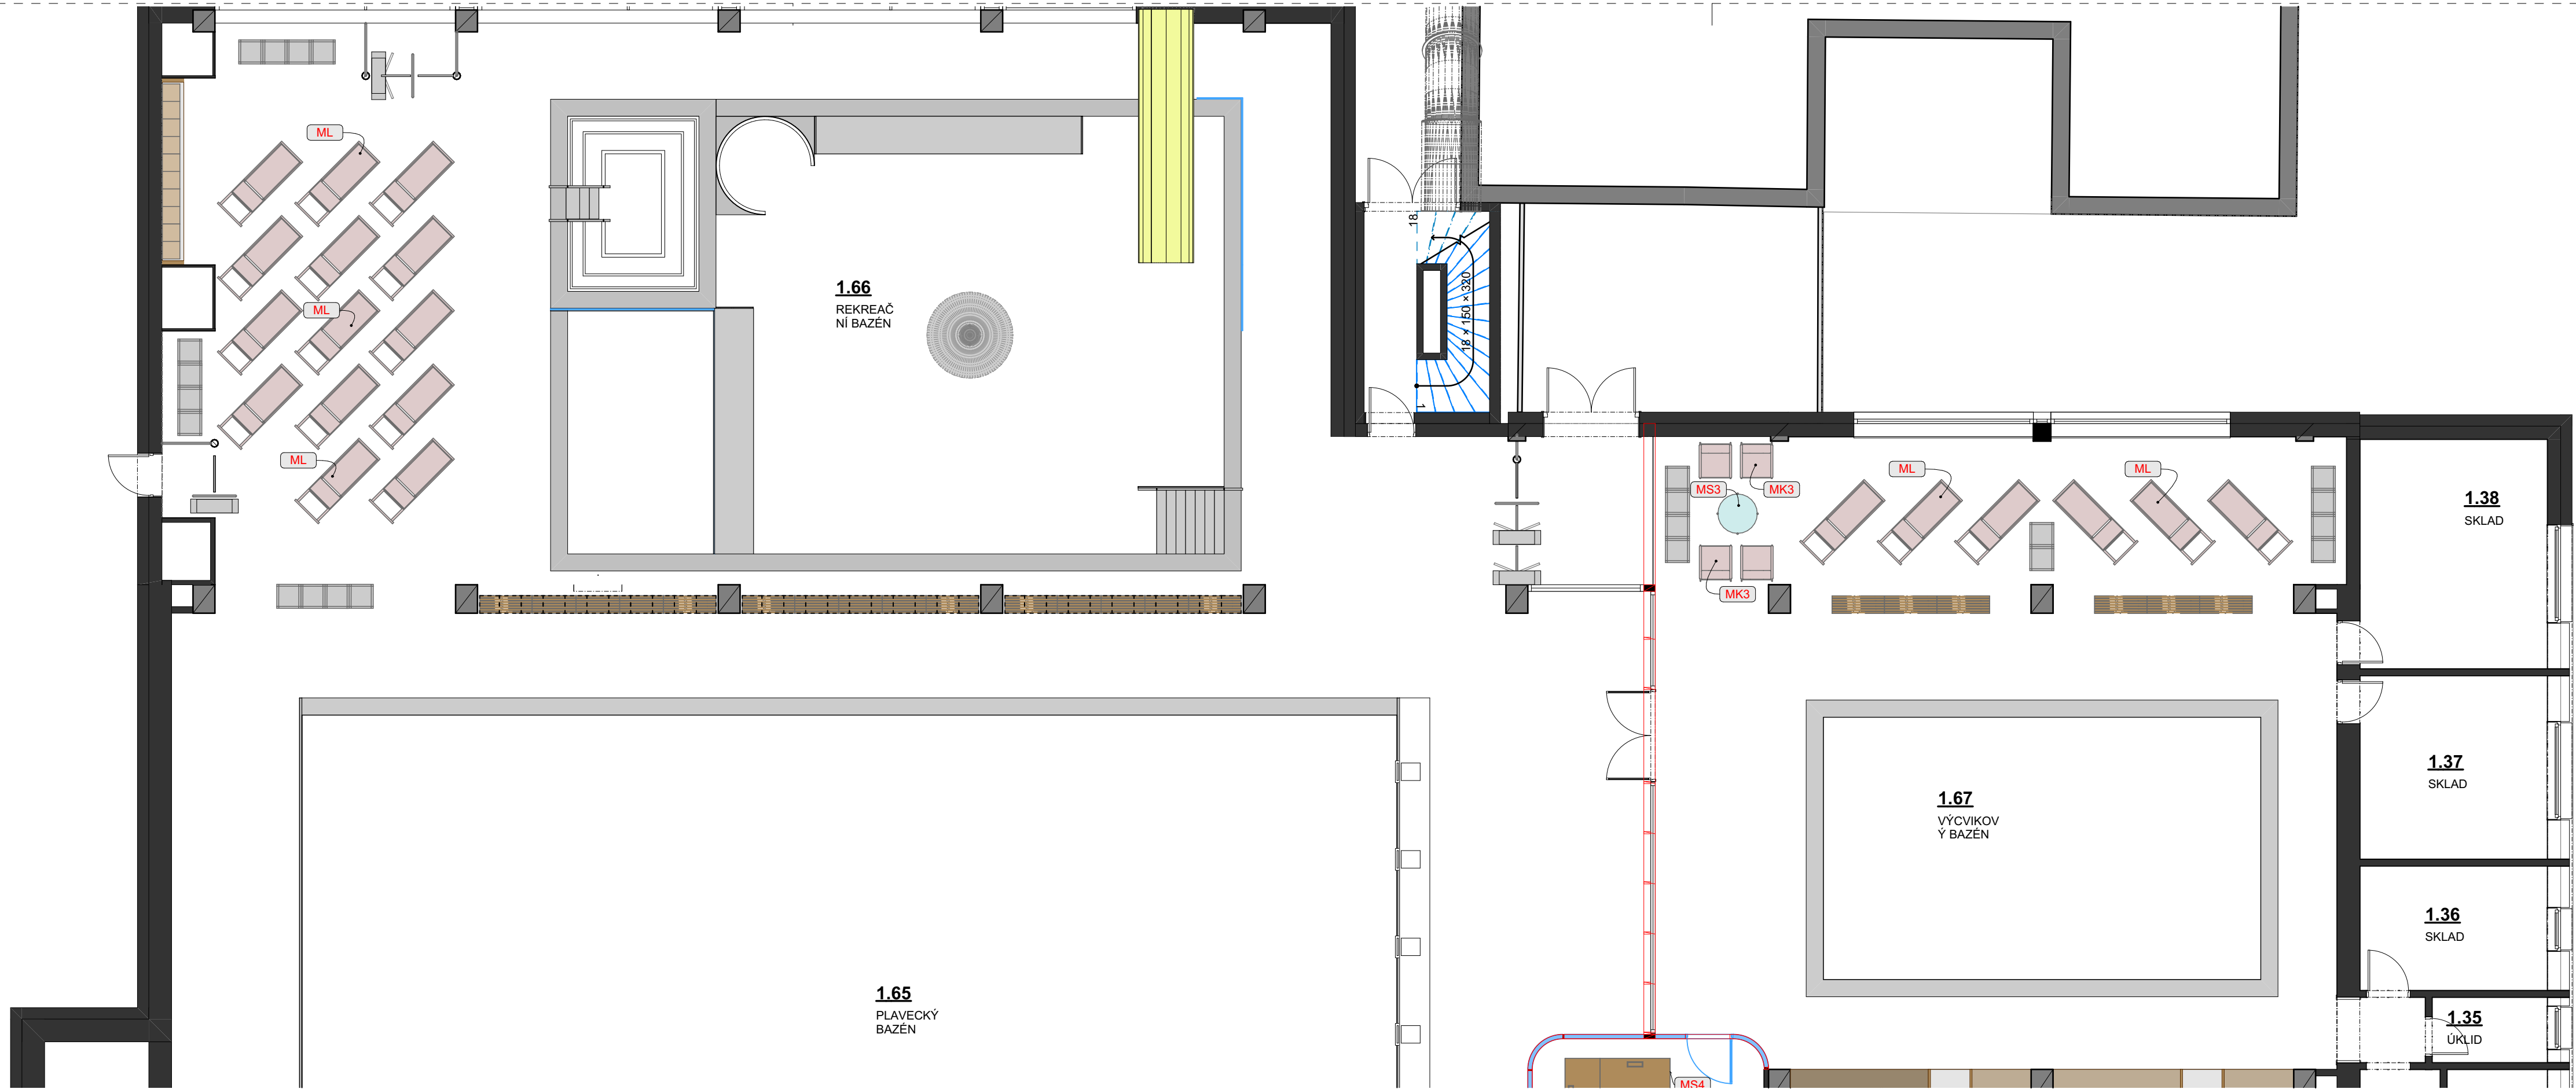 ML
ML
ML
1.66
REKREAČ
NÍ BAZÉN
18
18 × 150 × 320
1
MS3
MK3
MK3
ML
ML
1.38
SKLAD
1.37
SKLAD
1.67
VÝCVIKOV
Ý BAZÉN
1.36
SKLAD
1.65
PLAVECKÝ
BAZÉN
1.35
ÚKLID
MS4